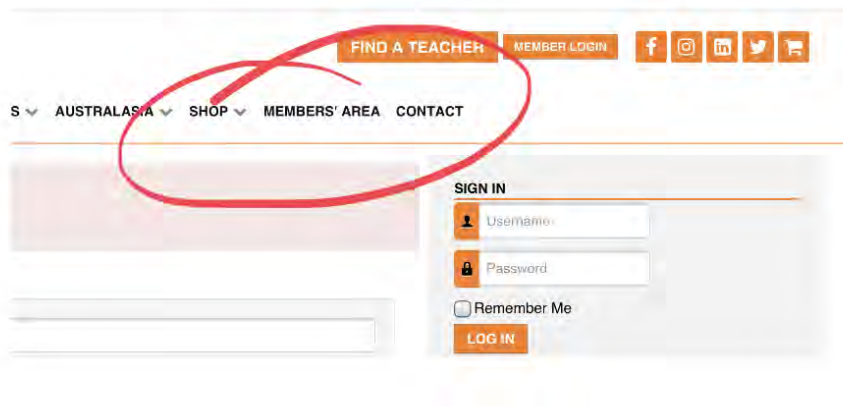 FIND A TEACHER MEMBER LOGIN
S AUSTRALASIA SHOP MEMBERS' AREA CONTACT
SIGN IN
Username
Password
Remember Me
LOG IN